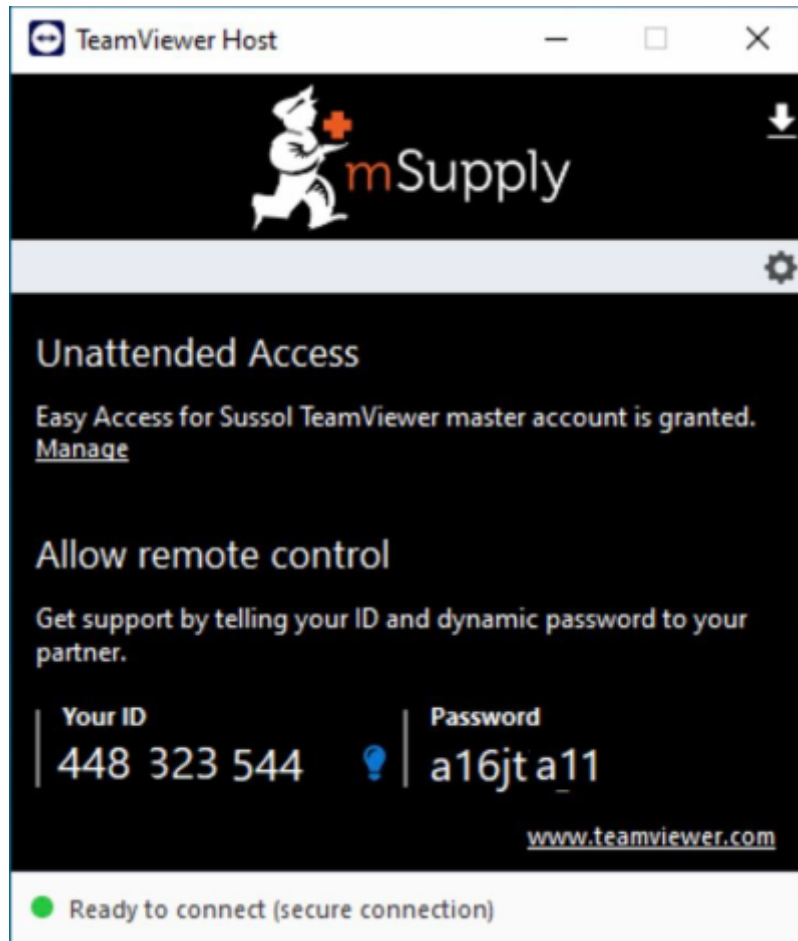 TeamViewer Host
mSupply
Unattended Access
Easy Access for Sussol TeamViewer master account is granted.
Manage
Allow remote control
Get support by telling your ID and dynamic password to your
partner.
Your ID
448 323 544
Password
a16jt a11
www.teamviewer.com
Ready to connect (secure connection)